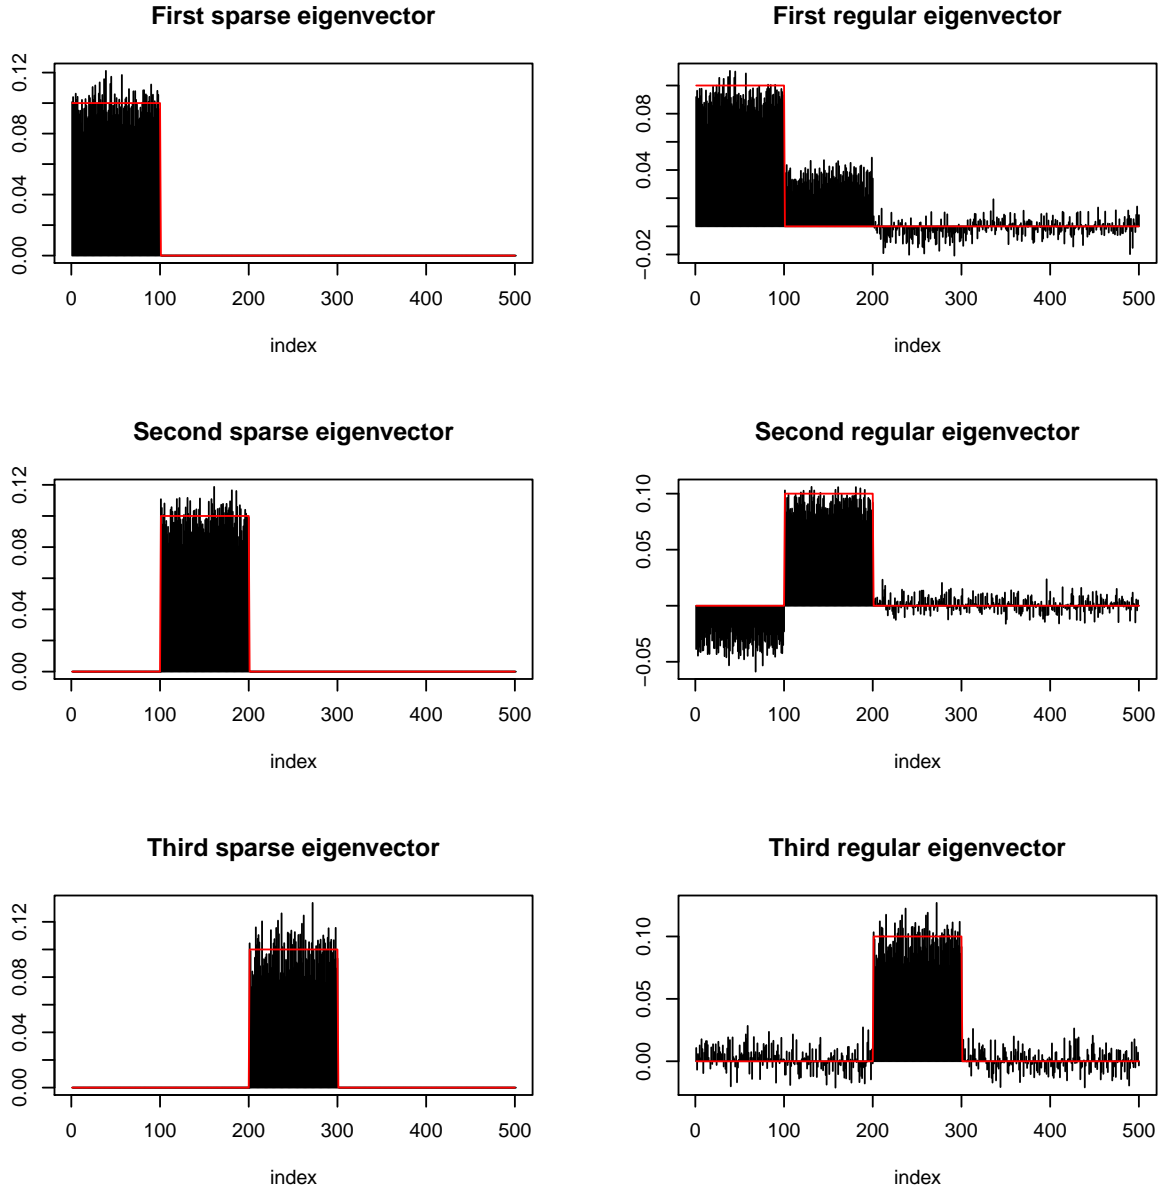 First sparse eigenvector
0.00 0.04 0.08 0.12
0 100 200 300 400 500
index
First regular eigenvector
−0.02 0.04 0.08
0 100 200 300 400 500
index
Second sparse eigenvector
0.00 0.04 0.08 0.12
0 100 200 300 400 500
index
Second regular eigenvector
−0.05 0.05 0.10
0 100 200 300 400 500
index
Third sparse eigenvector
0.00 0.04 0.08 0.12
0 100 200 300 400 500
index
Third regular eigenvector
0.00 0.05 0.10
0 100 200 300 400 500
index